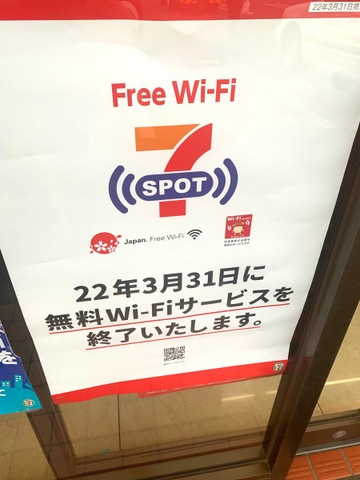 Free Wi-Fi
7
SPOT
Japan. Free Wi-Fi
22年3月31日に
無料Wi-Fiサービスを
終了いたします。